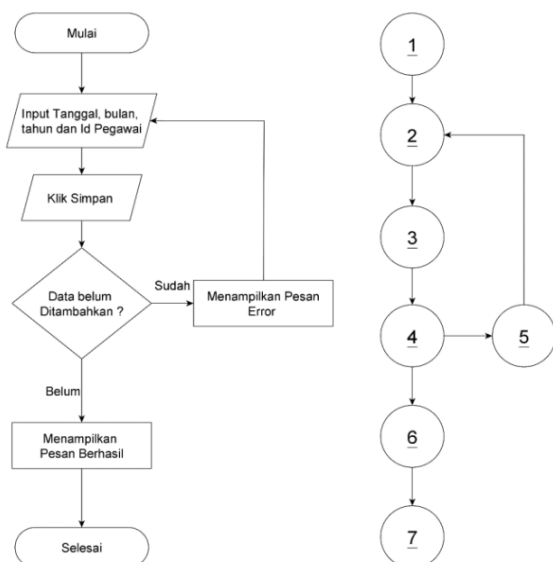 Mulai
Input Tanggal, bulan,
tahun dan Id Pegawai
Klik Simpan
Data belum
Ditambahkan ?
Sudah
Menampilkan Pesan
Error
Belum
Menampilkan
Pesan Berhasil
Selesai
1
2
3
4
5
6
7